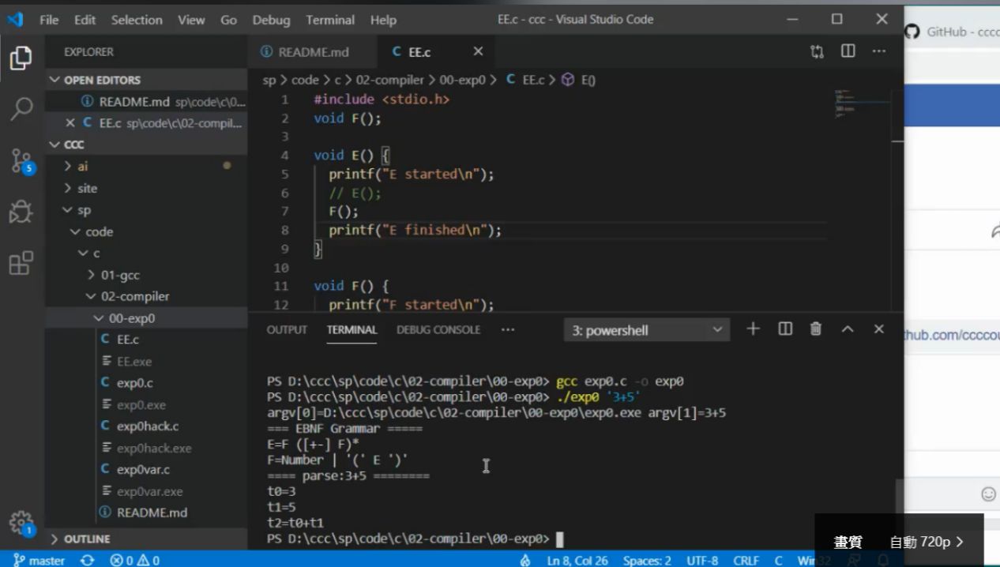 File Edit Selection View Go Debug Terminal Help EE.c - ccc - Visual Studio Code
GitHub - cccc
EXPLORER
OPEN EDITORS
README.md sp\code\c\0...
EE.c sp\code\c\02-compil...
CCC
ai
site
sp
code
c
01-gcc
02-compiler
00-exp0
EE.c
EE.exe
exp0.c
exp0.exe
exp0hack.c
exp0hack.exe
exp0var.c
exp0var.exe
README.md
OUTLINE
README.md
C EE.c
sp > code > c > 02-compiler > 00-exp0 > C EE.c > E()
1 #include <stdio.h>
2 void F();
3
4 void E() {
5 printf("E started\n");
6 // E();
7 F();
8 printf("E finished\n");
9 }
10
11 void F() {
12 printf("F started\n");
OUTPUT TERMINAL DEBUG CONSOLE ... 3: powershell
PS D:\ccc\sp\code\c\02-compiler\00-exp0> gcc exp0.c -o exp0
PS D:\ccc\sp\code\c\02-compiler\00-exp0> ./exp0 '3+5'
argv[0]=D:\ccc\sp\code\c\02-compiler\00-exp0\exp0.exe argv[1]=3+5
=== EBNF Grammar =====
E=F ([+-] F)*
F=Number | '(' E ')'
==== parse:3+5 ========
t0=3
t1=5
t2=t0+t1
PS D:\ccc\sp\code\c\02-compiler\00-exp0>
hub.com/cccou
畫質 自動 720p >
master 0 0 Ln 8, Col 26 Spaces: 2 UTF-8 CRLF C Win32
5
1